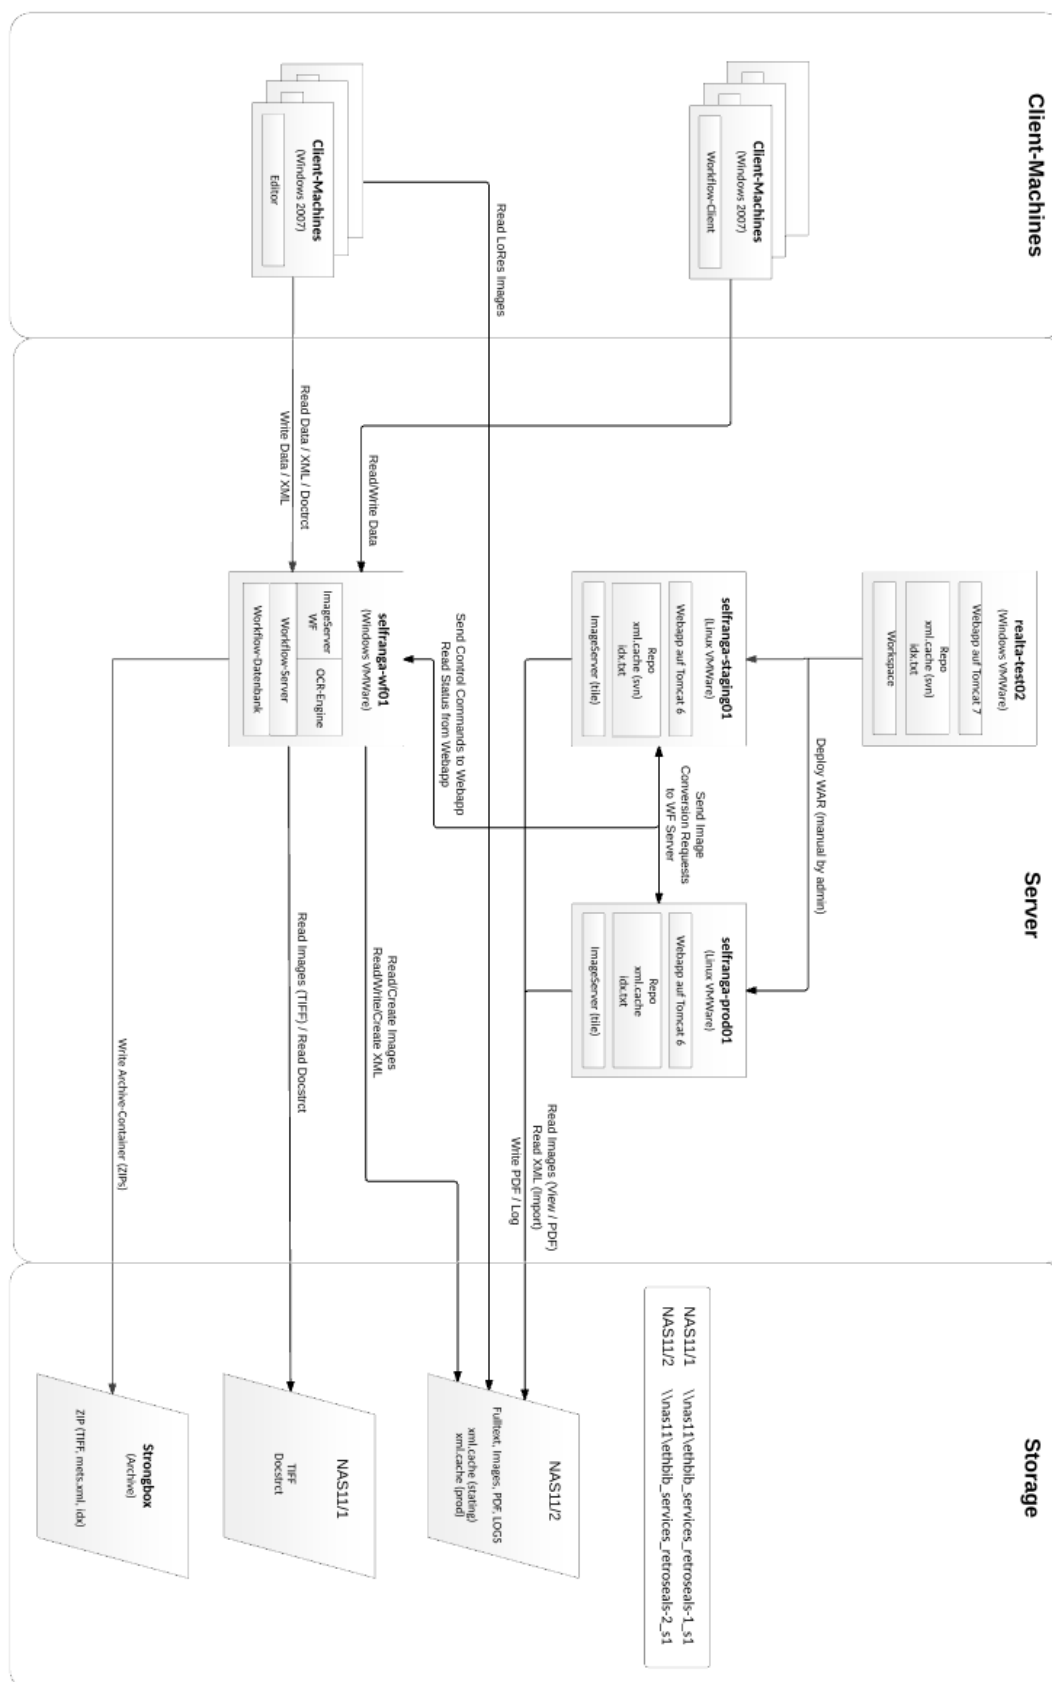 Client-Machines
Client-Machines
(Windows 2007)
Workflow-Client
Client-Machines
(Windows 2007)
Editor
Read LoRes Images
Read Data / XML / Doctrct
Write Data / XML
Read/Write Data
Server
realta-test02
(Windows VMWare)
Webapp auf Tomcat 7
Repo
xml.cache (svn)
idx.txt
Workspace
Deploy WAR (manual by admin)
selfranga-staging01
(Linux VMWare)
Webapp auf Tomcat 6
Repo
xml.cache (svn)
idx.txt
ImageServer (tile)
Send Image
Conversion Requests
to WF Server
selfranga-prod01
(Linux VMWare)
Webapp auf Tomcat 6
Repo
xml.cache
idx.txt
ImageServer (tile)
Send Control Commands to Webapp
Read Status from Webapp
selfranga-wf01
(Windows VMWare)
ImageServer
WF
OCR-Engine
Workflow-Server
Workflow-Datenbank
Read Images (View / PDF)
Read XML (Import)
Write PDF / Log
Read/Create Images
Read/Write/Create XML
Read Images (TIFF) / Read Docstrct
Write Archive-Container (ZIPs)
Storage
NAS11/1 \\nas11\ethbib_services_retroseals-1_s1
NAS11/2 \\nas11\ethbib_services_retroseals-2_s1
NAS11/2
Fulltext, Images, PDF, LOGS
xml.cache (stating)
xml.cache (prod)
NAS11/1
TIFF
Docstrct
Strongbox
(Archive)
ZIP (TIFF, mets.xml, idx)